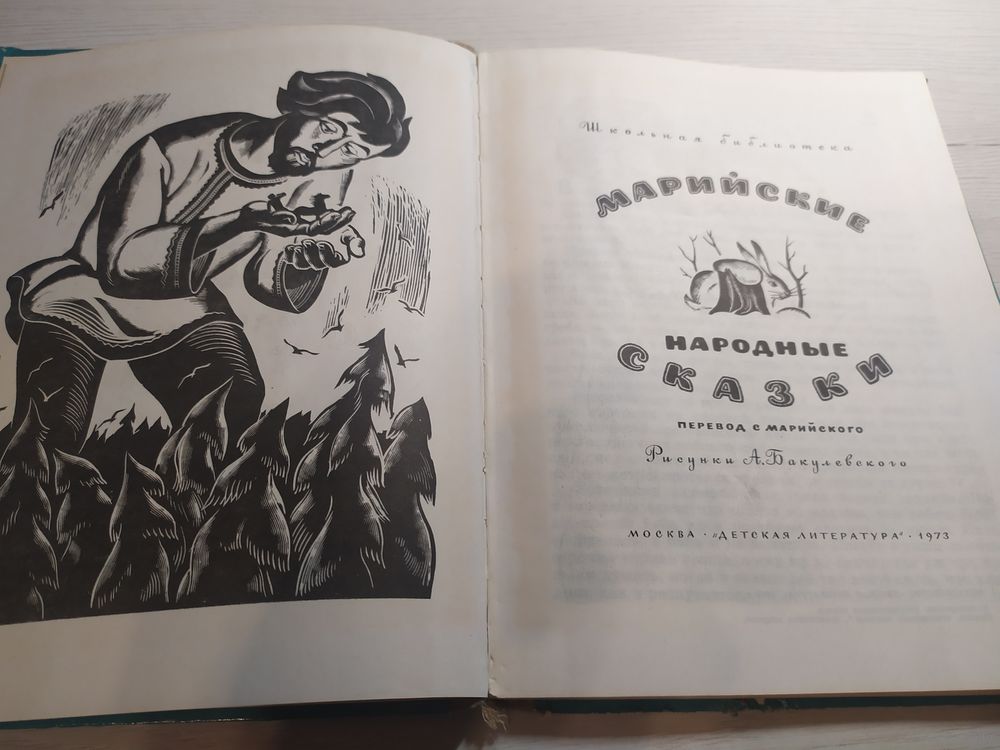 Школьная библиотека
МАРИЙСКИЕ
НАРОДНЫЕ
СКАЗКИ
ПЕРЕВОД С МАРИЙСКОГО
Рисунки А.Бакулевского
МОСКВА · „ДЕТСКАЯ ЛИТЕРАТУРА" · 1973